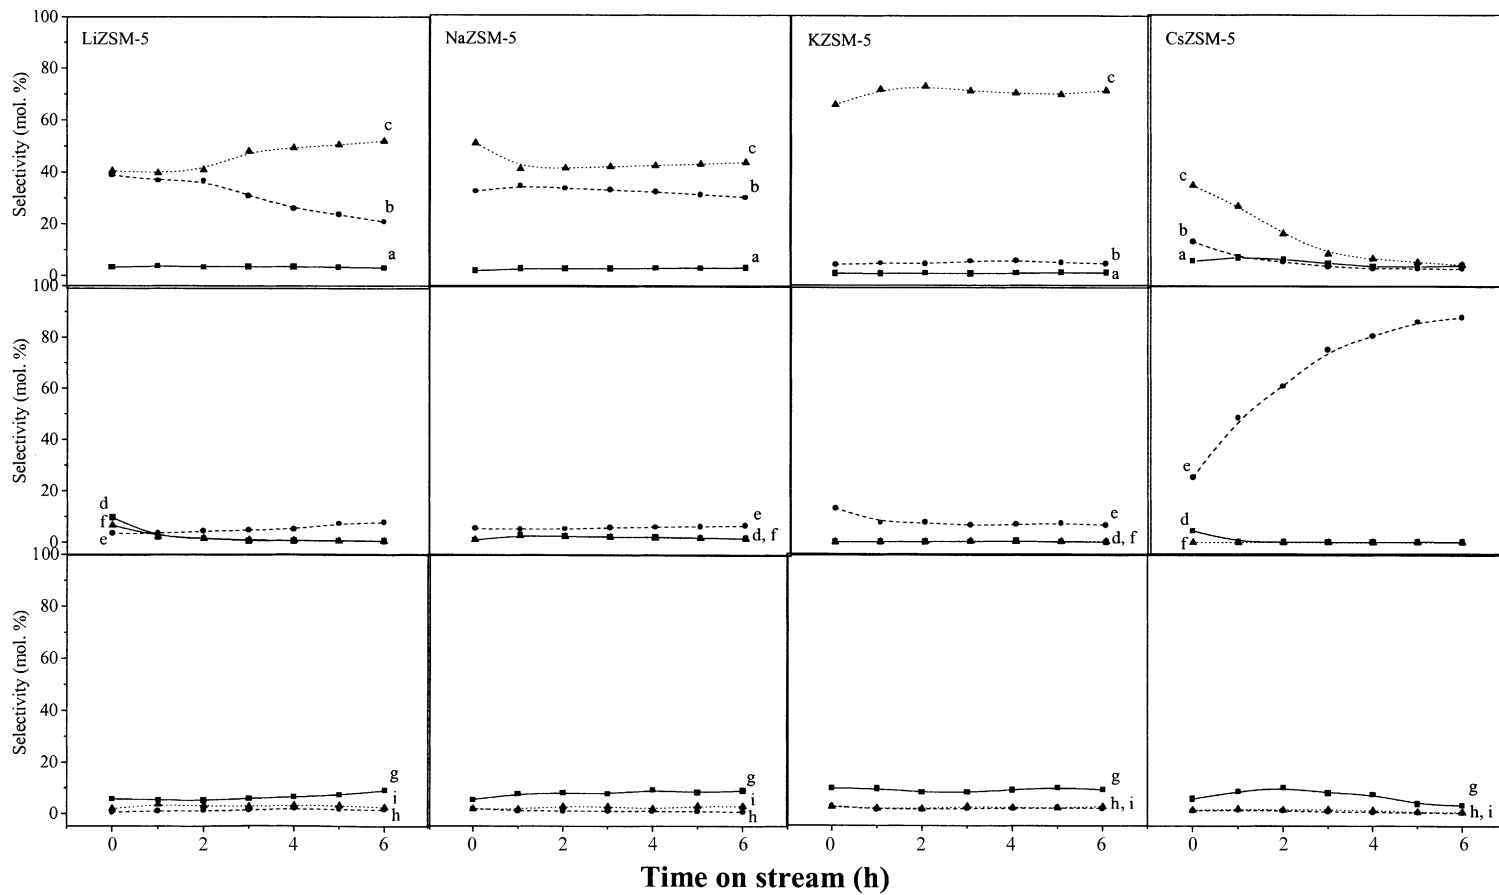 LiZSM-5
NaZSM-5
KZSM-5
CsZSM-5
Selectivity (mol. %)
100
80
60
40
20
0
c
b
a
c
b
a
c
b
a
c
b
a
Selectivity (mol. %)
100
80
60
40
20
0
d
f
e
e
d, f
e
d, f
e
d
f
Selectivity (mol. %)
100
80
60
40
20
0
g
i
h
g
i
h
g
h, i
g
h, i
0 2 4 6 0 2 4 6 0 2 4 6 0 2 4 6
Time on stream (h)